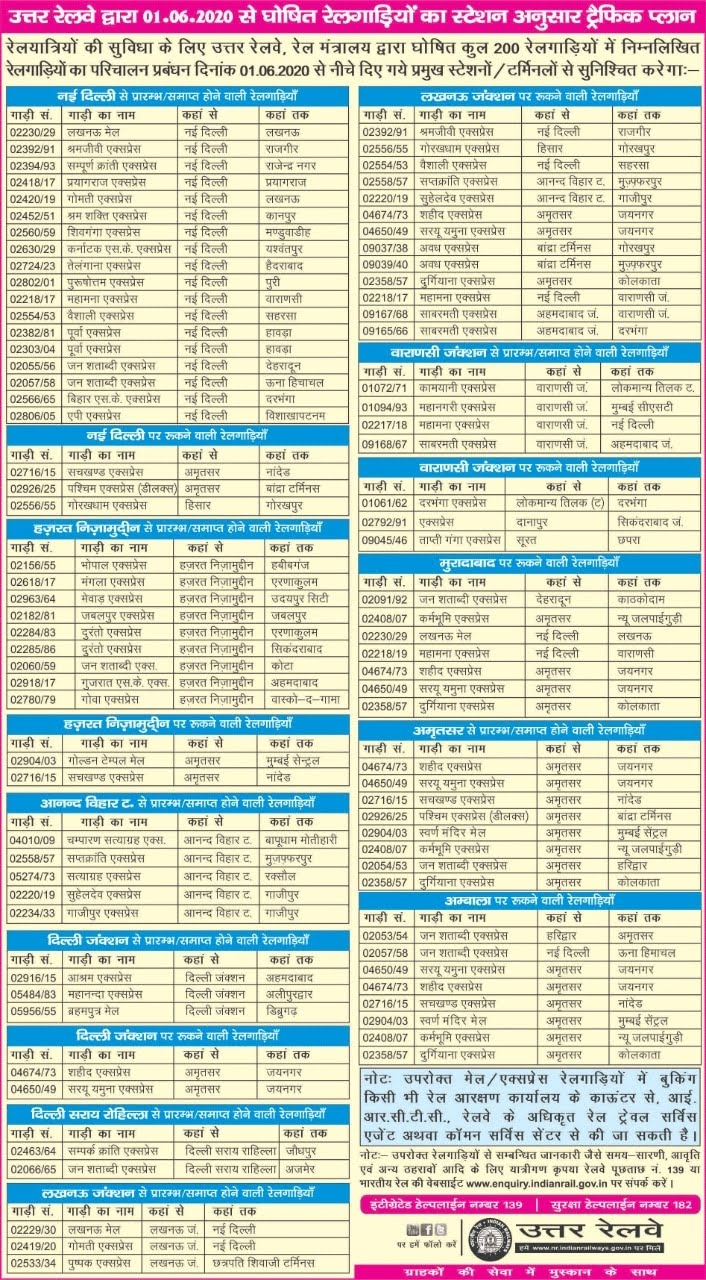 उत्तर रेलवे द्वारा 01.06.2020 से घोषित रेलगाड़ियों का स्टेशन अनुसार ट्रैफिक प्लान
रेलयात्रियों की सुविधा के लिए उत्तर रेलवे, रेल मंत्रालय द्वारा घोषित कुल 200 रेलगाड़ियों में निम्नलिखित
रेलगाड़ियों का परिचालन प्रबंधन दिनांक 01.06.2020 से नीचे दिए गये प्रमुख स्टेशनों/टर्मिनलों से सुनिश्चित करेगाः-
नई दिल्ली से प्रारम्भ/समाप्त होने वाली रेलगाड़ियाँ
गाड़ी सं. गाड़ी का नाम कहां से कहां तक
02230/29 लखनऊ मेल नई दिल्ली लखनऊ
02392/91 श्रमजीवी एक्सप्रेस नई दिल्ली राजगीर
02394/93 सम्पूर्ण क्रांती एक्सप्रेस नई दिल्ली राजेन्द्र नगर
02418/17 प्रयागराज एक्सप्रेस नई दिल्ली प्रयागराज
02420/19 गोमती एक्सप्रेस नई दिल्ली लखनऊ
02452/51 श्रम शक्ति एक्सप्रेस नई दिल्ली कानपुर
02560/59 शिवगंगा एक्सप्रेस नई दिल्ली मण्डुवाडीह
02630/29 कर्नाटक एस.के. एक्सप्रेस नई दिल्ली यश्वंतपुर
02724/23 तेलंगाना एक्सप्रेस नई दिल्ली हैदराबाद
02802/01 पुरूषोत्तम एक्सप्रेस नई दिल्ली पुरी
02218/17 महामना एक्सप्रेस नई दिल्ली वाराणसी
02554/53 वैशाली एक्सप्रेस नई दिल्ली सहरसा
02382/81 पूर्वा एक्सप्रेस नई दिल्ली हावड़ा
02303/04 पूर्वा एक्सप्रेस नई दिल्ली हावड़ा
02055/56 जन शताब्दी एक्सप्रेस नई दिल्ली देहरादून
02057/58 जन शताब्दी एक्सप्रेस नई दिल्ली ऊना हिमाचल
02566/65 बिहार एस.के. एक्सप्रेस नई दिल्ली दरभंगा
02806/05 एपी एक्सप्रेस नई दिल्ली विशाखापटनम
नई दिल्ली पर रूकने वाली रेलगाड़ियाँ
गाड़ी सं. गाड़ी का नाम कहां से कहां तक
02716/15 सचखण्ड एक्सप्रेस अमृतसर नांदेड
02926/25 पश्चिम एक्सप्रेस (डीलक्स) अमृतसर बांद्रा टर्मिनस
02556/55 गोरखधाम एक्सप्रेस हिसार गोरखपुर
हज़रत निज़ामुद्दीन से प्रारम्भ/समाप्त होने वाली रेलगाड़ियाँ
गाड़ी सं. गाड़ी का नाम कहां से कहां तक
02156/55 भोपाल एक्सप्रेस हज़रत निज़ामुद्दीन हबीबगंज
02618/17 मंगला एक्सप्रेस हज़रत निज़ामुद्दीन एरणाकुलम
02963/64 मेवाड़ एक्सप्रेस हज़रत निज़ामुद्दीन उदयपुर सिटी
02182/81 जबलपुर एक्सप्रेस हज़रत निज़ामुद्दीन जबलपुर
02284/83 दुरंतो एक्सप्रेस हज़रत निज़ामुद्दीन एरणाकुलम
02285/86 दुरंतो एक्सप्रेस हज़रत निज़ामुद्दीन सिकंदराबाद
02060/59 जन शताब्दी एक्स. हज़रत निज़ामुद्दीन कोटा
02918/17 गुजरात एस.के. एक्स. हज़रत निज़ामुद्दीन अहमदाबाद
02780/79 गोवा एक्सप्रेस हज़रत निज़ामुद्दीन वास्को-द-गामा
हज़रत निज़ामुद्दीन पर रूकने वाली रेलगाड़ियाँ
गाड़ी सं. गाड़ी का नाम कहां से कहां तक
02904/03 गोल्डन टेम्पल मेल अमृतसर मुम्बई सेन्ट्रल
02716/15 सचखण्ड एक्सप्रेस अमृतसर नांदेड
आनन्द विहार ट. से प्रारम्भ/समाप्त होने वाली रेलगाड़ियाँ
गाड़ी सं. गाड़ी का नाम कहां से कहां तक
04010/09 चम्पारण सत्याग्रह एक्स. आनन्द विहार ट. बापूधाम मोतीहारी
02558/57 सप्तक्रांति एक्सप्रेस आनन्द विहार ट. मुजफ़्फरपुर
05274/73 सत्याग्रह एक्सप्रेस आनन्द विहार ट. रक्सौल
02220/19 सुहेलदेव एक्सप्रेस आनन्द विहार ट. गाजीपुर
02234/33 गाजीपुर एक्सप्रेस आनन्द विहार ट. गाजीपुर
दिल्ली जंक्शन से प्रारम्भ/समाप्त होने वाली रेलगाड़ियाँ
गाड़ी सं. गाड़ी का नाम कहां से कहां तक
02916/15 आश्रम एक्सप्रेस दिल्ली जंक्शन अहमदाबाद
05484/83 महानन्दा एक्सप्रेस दिल्ली जंक्शन अलीपुरद्वार
05956/55 ब्रहमपुत्र मेल दिल्ली जंक्शन डिब्रुगढ़
दिल्ली जंक्शन पर रूकने वाली रेलगाड़ियाँ
गाड़ी सं. गाड़ी का नाम कहां से कहां तक
04674/73 शहीद एक्सप्रेस अमृतसर जयनगर
04650/49 सरयू यमुना एक्सप्रेस अमृतसर जयनगर
दिल्ली सराय रोहिल्ला से प्रारम्भ/समाप्त होने वाली रेलगाड़ियाँ
गाड़ी सं. गाड़ी का नाम कहां से कहां तक
02463/64 सम्पर्क क्रांति एक्सप्रेस दिल्ली सराय राहिल्ला जौधपुर
02066/65 जन शताब्दी एक्सप्रेस दिल्ली सराय राहिल्ला अजमेर
लखनऊ जंक्शन से प्रारम्भ/समाप्त होने वाली रेलगाड़ियाँ
गाड़ी सं. गाड़ी का नाम कहां से कहां तक
02229/30 लखनऊ मेल लखनऊ जं. नई दिल्ली
02419/20 गोमती एक्सप्रेस लखनऊ जं. नई दिल्ली
02533/34 पुष्पक एक्सप्रेस लखनऊ जं. छत्रपति शिवाजी टर्मिनस
लखनऊ जंक्शन पर रूकने वाली रेलगाड़ियाँ
गाड़ी सं. गाड़ी का नाम कहां से कहां तक
02392/91 श्रमजीवी एक्सप्रेस नई दिल्ली राजगीर
02556/55 गोरखधाम एक्सप्रेस हिसार गोरखपुर
02554/53 वैशाली एक्सप्रेस नई दिल्ली सहरसा
02558/57 सप्तक्रांति एक्सप्रेस आनन्द विहार ट. मुज़्फ्फरपुर
02220/19 सुहेलदेव एक्सप्रेस आनन्द विहार ट. गाजीपुर
04674/73 शहीद एक्सप्रेस अमृतसर जयनगर
04650/49 सरयू यमुना एक्सप्रेस अमृतसर जयनगर
09037/38 अवध एक्सप्रेस बांद्रा टर्मिनस गोरखपुर
09039/40 अवध एक्सप्रेस बांद्रा टर्मिनस मुज़्फ्फरपुर
02358/57 दुर्गियाना एक्सप्रेस अमृतसर कोलकाता
02218/17 महामना एक्सप्रेस नई दिल्ली वाराणसी जं.
09167/68 साबरमती एक्सप्रेस अहमदाबाद जं. वाराणसी जं.
09165/66 साबरमती एक्सप्रेस अहमदाबाद जं. दरभंगा
वाराणसी जंक्शन से प्रारम्भ/समाप्त होने वाली रेलगाड़ियाँ
गाड़ी सं. गाड़ी का नाम कहां से कहां तक
01072/71 कामयानी एक्सप्रेस वाराणसी जं. लोकमान्य तिलक ट.
01094/93 महानगरी एक्सप्रेस वाराणसी जं. मुम्बई सीएसटी
02217/18 महामना एक्सप्रेस वाराणसी जं. नई दिल्ली
09168/67 साबरमती एक्सप्रेस वाराणसी जं. अहमदाबाद जं.
वाराणसी जंक्शन पर रूकने वाली रेलगाड़ियाँ
गाड़ी सं. गाड़ी का नाम कहां से कहां तक
01061/62 दरभंगा एक्सप्रेस लोकमान्य तिलक (ट) दरभंगा
02792/91 एक्सप्रेस दानापुर सिकंदराबाद जं.
09045/46 ताप्ती गंगा एक्सप्रेस सूरत छपरा
मुरादाबाद पर रूकने वाली रेलगाड़ियाँ
गाड़ी सं. गाड़ी का नाम कहां से कहां तक
02091/92 जन शताब्दी एक्सप्रेस देहरादून काठकोदाम
02408/07 कर्मभूमि एक्सप्रेस अमृतसर न्यू जलपाईगुड़ी
02230/29 लखनऊ मेल नई दिल्ली लखनऊ
02218/19 महामना एक्सप्रेस नई दिल्ली वाराणसी जं.
04674/73 शहीद एक्सप्रेस अमृतसर जयनगर
04650/49 सरयू यमुना एक्सप्रेस अमृतसर जयनगर
02358/57 दुर्गियाना एक्सप्रेस अमृतसर कोलकाता
अमृतसर से प्रारम्भ/समाप्त होने वाली रेलगाड़ियाँ
गाड़ी सं. गाड़ी का नाम कहां से कहां तक
04674/73 शहीद एक्सप्रेस अमृतसर जयनगर
04650/49 सरयू यमुना एक्सप्रेस अमृतसर जयनगर
02716/15 सचखण्ड एक्सप्रेस अमृतसर नांदेड
02926/25 पश्चिम एक्सप्रेस (डीलक्स) अमृतसर बांद्रा टर्मिनस
02904/03 स्वर्ण मंदिर मेल अमृतसर मुम्बई सेंट्रल
02408/07 कर्मभूमि एक्सप्रेस अमृतसर न्यू जलपाईगुड़ी
02054/53 जन शताब्दी एक्सप्रेस अमृतसर हरिद्वार
02358/57 दुर्गियाना एक्सप्रेस अमृतसर कोलकाता
अम्बाला पर रूकने वाली रेलगाड़ियाँ
गाड़ी सं. गाड़ी का नाम कहां से कहां तक
02053/54 जन शताब्दी एक्सप्रेस हरिद्वार अमृतसर
02057/58 जन शताब्दी एक्सप्रेस नई दिल्ली ऊना हिमाचल
04650/49 सरयू यमुना एक्सप्रेस अमृतसर जयनगर
04674/73 शहीद एक्सप्रेस अमृतसर जयनगर
02716/15 सचखण्ड एक्सप्रेस अमृतसर नांदेड
02904/03 स्वर्ण मंदिर मेल अमृतसर मुम्बई सेंट्रल
02408/07 कर्मभूमि एक्सप्रेस अमृतसर न्यू जलपाईगुड़ी
02358/57 दुर्गियाना एक्सप्रेस अमृतसर कोलकाता
नोटः उपरोक्त मेल/एक्सप्रेस रेलगाड़ियों में बुकिंग
किसी भी रेल आरक्षण कार्यालय के काऊंटर से, आई.
आर.सी.टी.सी., रेलवे के अधिकृत रेल ट्रेवल सर्विस
एजेंट अथवा कॉमन सर्विस सेंटर से की जा सकती है।
नोटः- उपरोक्त रेलगाड़ियों से सम्बन्धित जानकारी जैसे समय-सारणी, आवृति
एवं अन्य ठहरावों आदि के लिए यात्रीगण कृपया रेलवे पूछताछ नं. 139 या
भारतीय रेल की वेबसाईट www.enquiry.indianrail.gov.in पर संपर्क करें।
इंटीग्रेटेड हेल्पलाईन नम्बर 139 | सुरक्षा हेल्पलाईन नम्बर 182
पर हमें फॉलो करें
उत्तर रेलवे
हमें www.nr.indianrailways.gov.in पर मिलें
ग्राहकों की सेवा में मुस्कान के साथ